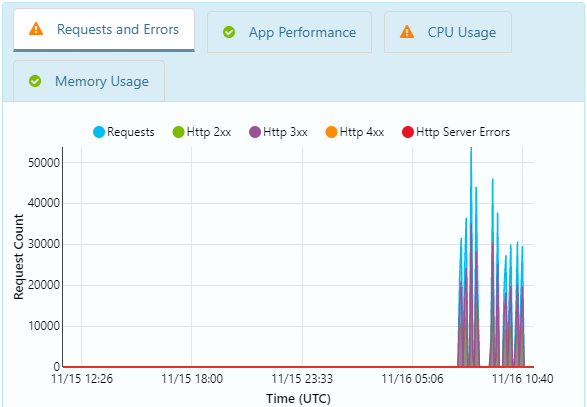 Requests and Errors
App Performance
CPU Usage
Memory Usage
Requests Http 2xx Http 3xx Http 4xx Http Server Errors
Request Count
50000
40000
30000
20000
10000
0
11/15 12:26 11/15 18:00 11/15 23:33 11/16 05:06 11/16 10:40
Time (UTC)